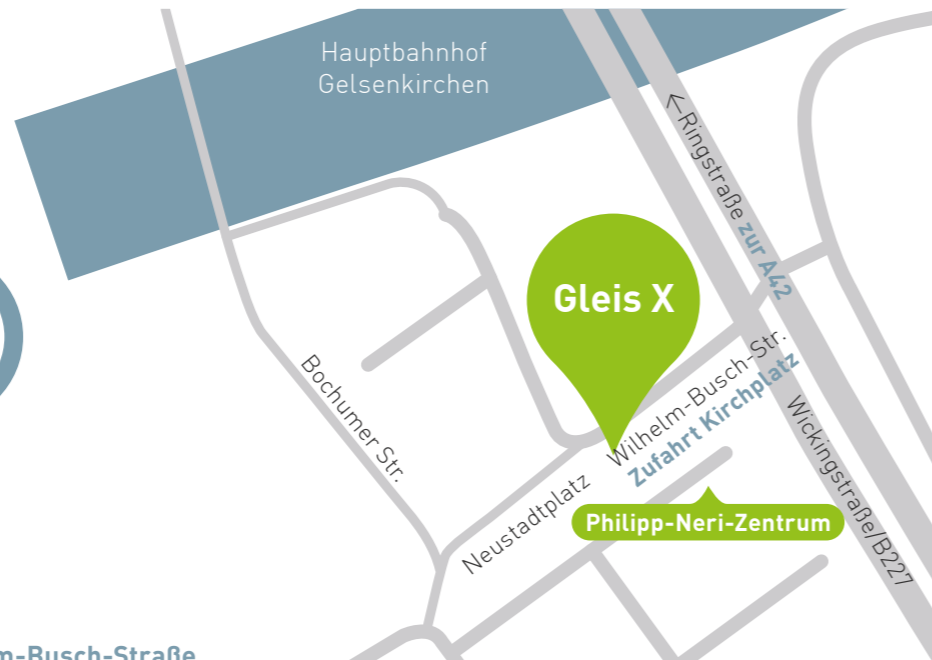 Hauptbahnhof
Gelsenkirchen
←Ringstraße zur A42
Gleis X
Bochumer Str.
Wilhelm-Busch-Str.
Zufahrt Kirchplatz
Wickingstraße/B227
Neustadtplatz
Philipp-Neri-Zentrum
m-Busch-Straße